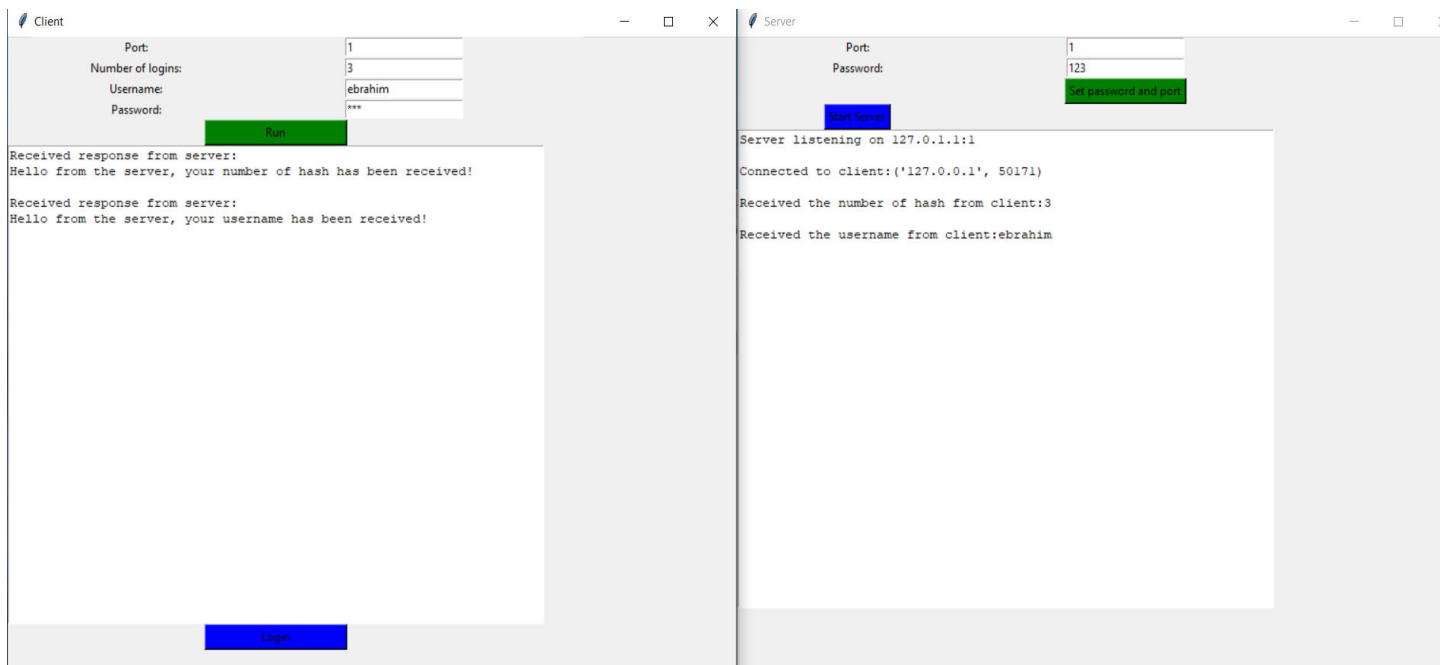 Client
Port:
1
Number of logins:
3
Username:
ebrahim
Password:
***
Run
Received response from server:
Hello from the server, your number of hash has been received!
Received response from server:
Hello from the server, your username has been received!
Login
Server
Port:
1
Password:
123
Set password and port
Start Server
Server listening on 127.0.1.1:1
Connected to client:('127.0.0.1', 50171)
Received the number of hash from client:3
Received the username from client:ebrahim